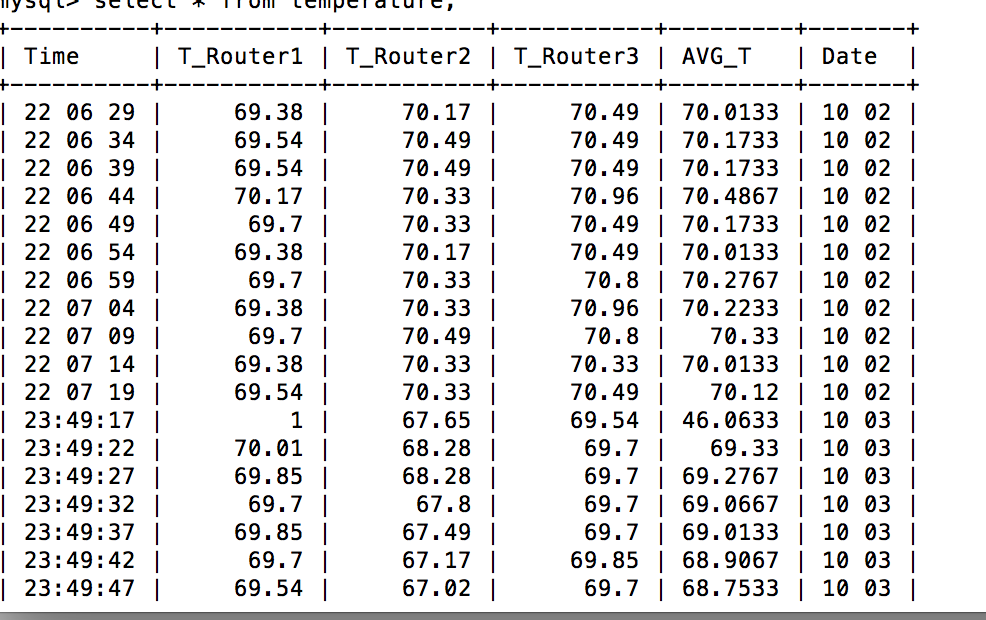 mysql> select * from temperature;
+-----------+------------+------------+------------+---------+-------+
| Time      | T_Router1 | T_Router2 | T_Router3 | AVG_T   | Date  |
+-----------+------------+------------+------------+---------+-------+
| 22 06 29 | 69.38 | 70.17 | 70.49 | 70.0133 | 10 02 |
| 22 06 34 | 69.54 | 70.49 | 70.49 | 70.1733 | 10 02 |
| 22 06 39 | 69.54 | 70.49 | 70.49 | 70.1733 | 10 02 |
| 22 06 44 | 70.17 | 70.33 | 70.96 | 70.4867 | 10 02 |
| 22 06 49 | 69.7 | 70.33 | 70.49 | 70.1733 | 10 02 |
| 22 06 54 | 69.38 | 70.17 | 70.49 | 70.0133 | 10 02 |
| 22 06 59 | 69.7 | 70.33 | 70.8 | 70.2767 | 10 02 |
| 22 07 04 | 69.38 | 70.33 | 70.96 | 70.2233 | 10 02 |
| 22 07 09 | 69.7 | 70.49 | 70.8 | 70.33 | 10 02 |
| 22 07 14 | 69.38 | 70.33 | 70.33 | 70.0133 | 10 02 |
| 22 07 19 | 69.54 | 70.33 | 70.49 | 70.12 | 10 02 |
| 23:49:17 | 1 | 67.65 | 69.54 | 46.0633 | 10 03 |
| 23:49:22 | 70.01 | 68.28 | 69.7 | 69.33 | 10 03 |
| 23:49:27 | 69.85 | 68.28 | 69.7 | 69.2767 | 10 03 |
| 23:49:32 | 69.7 | 67.8 | 69.7 | 69.0667 | 10 03 |
| 23:49:37 | 69.85 | 67.49 | 69.7 | 69.0133 | 10 03 |
| 23:49:42 | 69.7 | 67.17 | 69.85 | 68.9067 | 10 03 |
| 23:49:47 | 69.54 | 67.02 | 69.7 | 68.7533 | 10 03 |